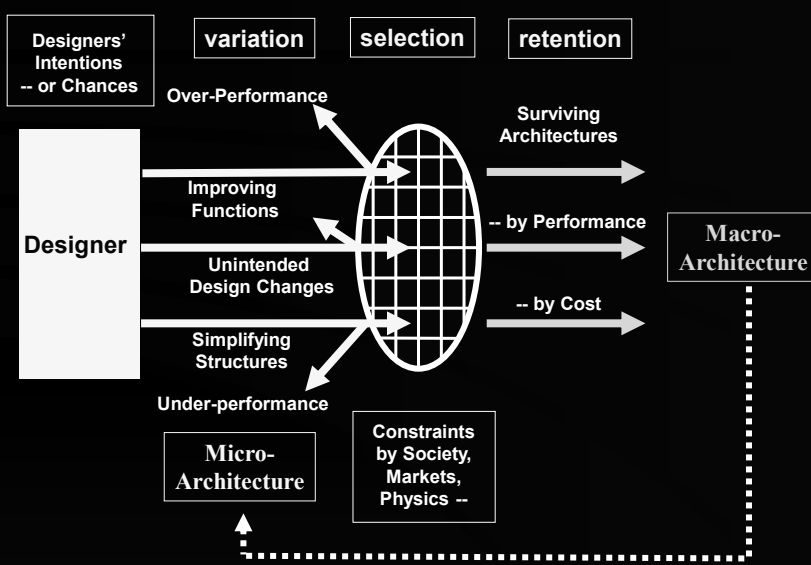 Designers'
Intentions
-- or Chances
variation
selection
retention
Over-Performance
Surviving
Architectures
Improving
Functions
Designer
-- by Performance
Macro-
Architecture
Unintended
Design Changes
-- by Cost
Simplifying
Structures
Under-performance
Micro-
Architecture
Constraints
by Society,
Markets,
Physics --